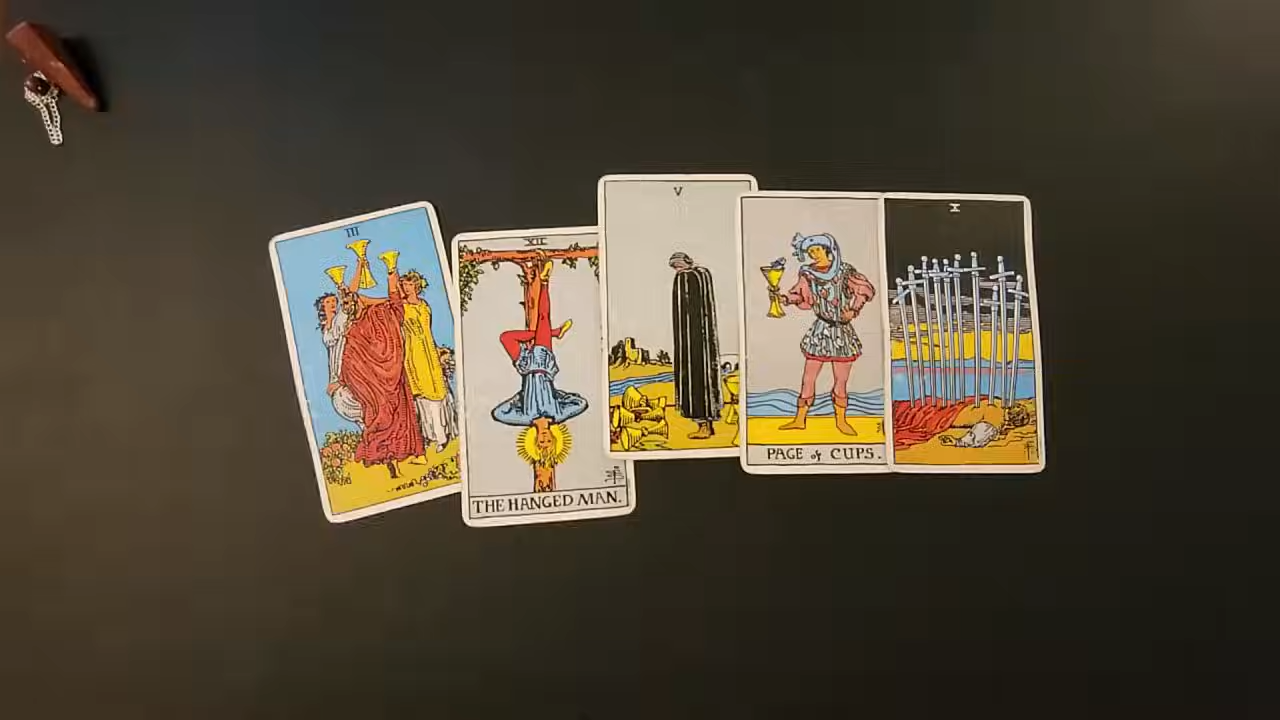 III
XII
THE HANGED MAN.
V
PAGE of CUPS.
X